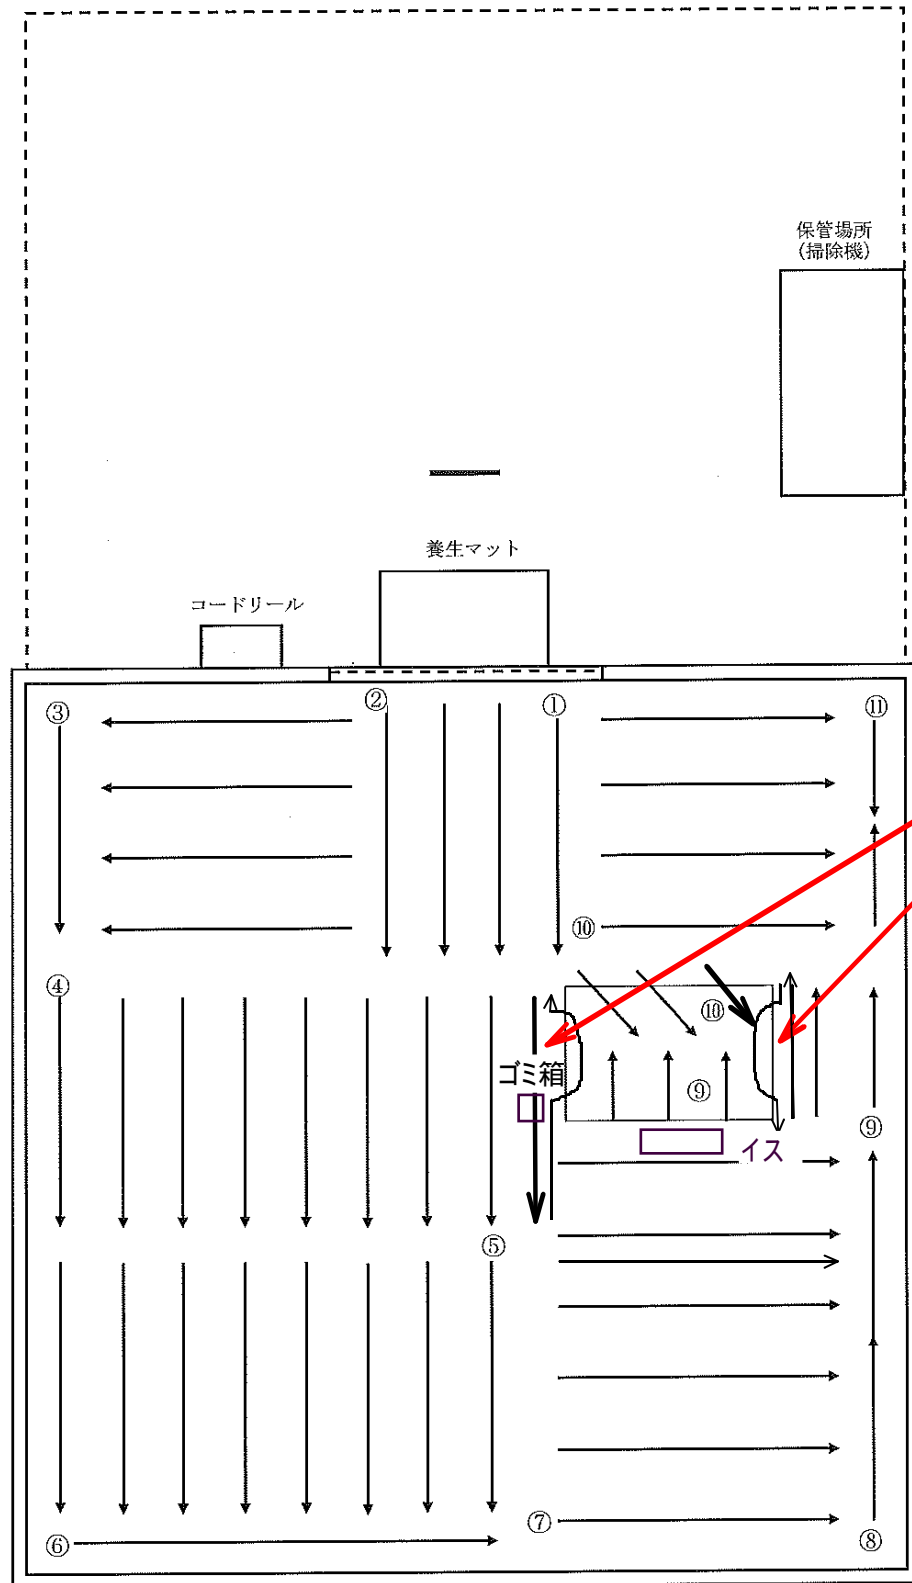 保管場所
(掃除機)
養生マット
コードリール
③
②
①
⑪
⑩
④
⑩
ゴミ箱
⑨
⑨
イス
⑤
⑦
⑥
⑧